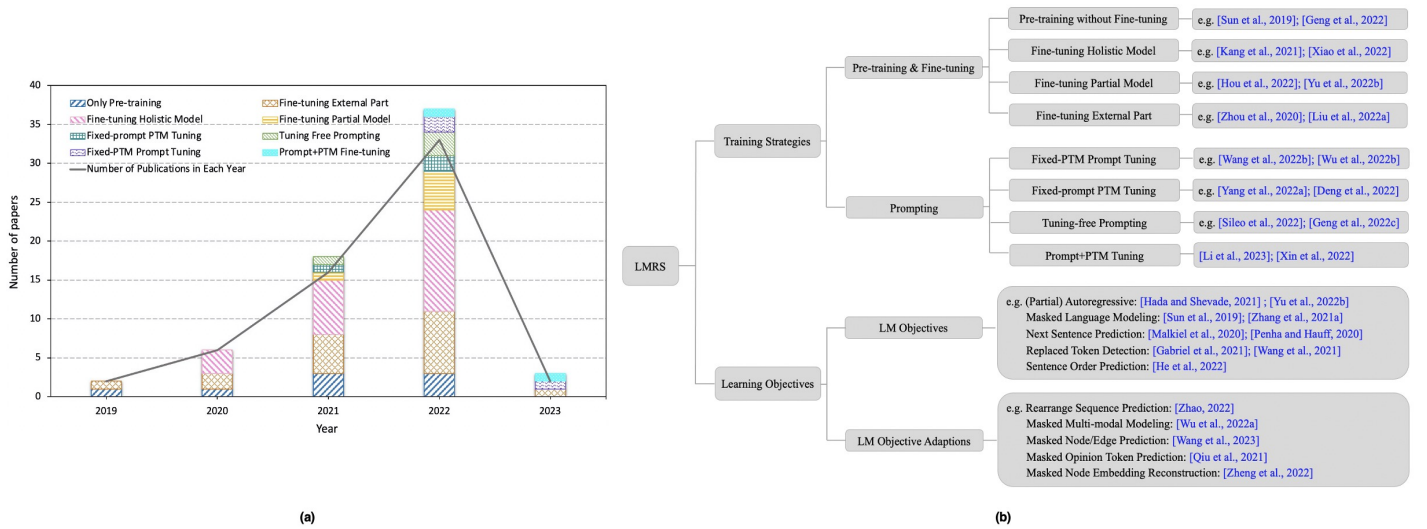 40
35
30
25
20
15
10
5
0
Number of papers
Only Pre-training
Fine-tuning External Part
Fine-tuning Holistic Model
Fine-tuning Partial Model
Fixed-prompt PTM Tuning
Tuning Free Prompting
Fixed-PTM Prompt Tuning
Prompt+PTM Fine-tuning
Number of Publications in Each Year
2019
2020
2021
2022
2023
Year
(a)
LMRS
Training Strategies
Pre-training & Fine-tuning
Pre-training without Fine-tuning
e.g. [Sun et al., 2019]; [Geng et al., 2022]
Fine-tuning Holistic Model
e.g. [Kang et al., 2021]; [Xiao et al., 2022]
Fine-tuning Partial Model
e.g. [Hou et al., 2022]; [Yu et al., 2022b]
Fine-tuning External Part
e.g. [Zhou et al., 2020]; [Liu et al., 2022a]
Prompting
Fixed-PTM Prompt Tuning
e.g. [Wang et al., 2022b]; [Wu et al., 2022b]
Fixed-prompt PTM Tuning
e.g. [Yang et al., 2022a]; [Deng et al., 2022]
Tuning-free Prompting
e.g. [Sileo et al., 2022]; [Geng et al., 2022c]
Prompt+PTM Tuning
[Li et al., 2023]; [Xin et al., 2022]
Learning Objectives
LM Objectives
e.g. (Partial) Autoregressive: [Hada and Shevade, 2021] ; [Yu et al., 2022b]
Masked Language Modeling: [Sun et al., 2019]; [Zhang et al., 2021a]
Next Sentence Prediction: [Malkiel et al., 2020]; [Penha and Hauff, 2020]
Replaced Token Detection: [Gabriel et al., 2021]; [Wang et al., 2021]
Sentence Order Prediction: [He et al., 2022]
LM Objective Adaptions
e.g. Rearrange Sequence Prediction: [Zhao, 2022]
Masked Multi-modal Modeling: [Wu et al., 2022a]
Masked Node/Edge Prediction: [Wang et al., 2023]
Masked Opinion Token Prediction: [Qiu et al., 2021]
Masked Node Embedding Reconstruction: [Zheng et al., 2022]
(b)